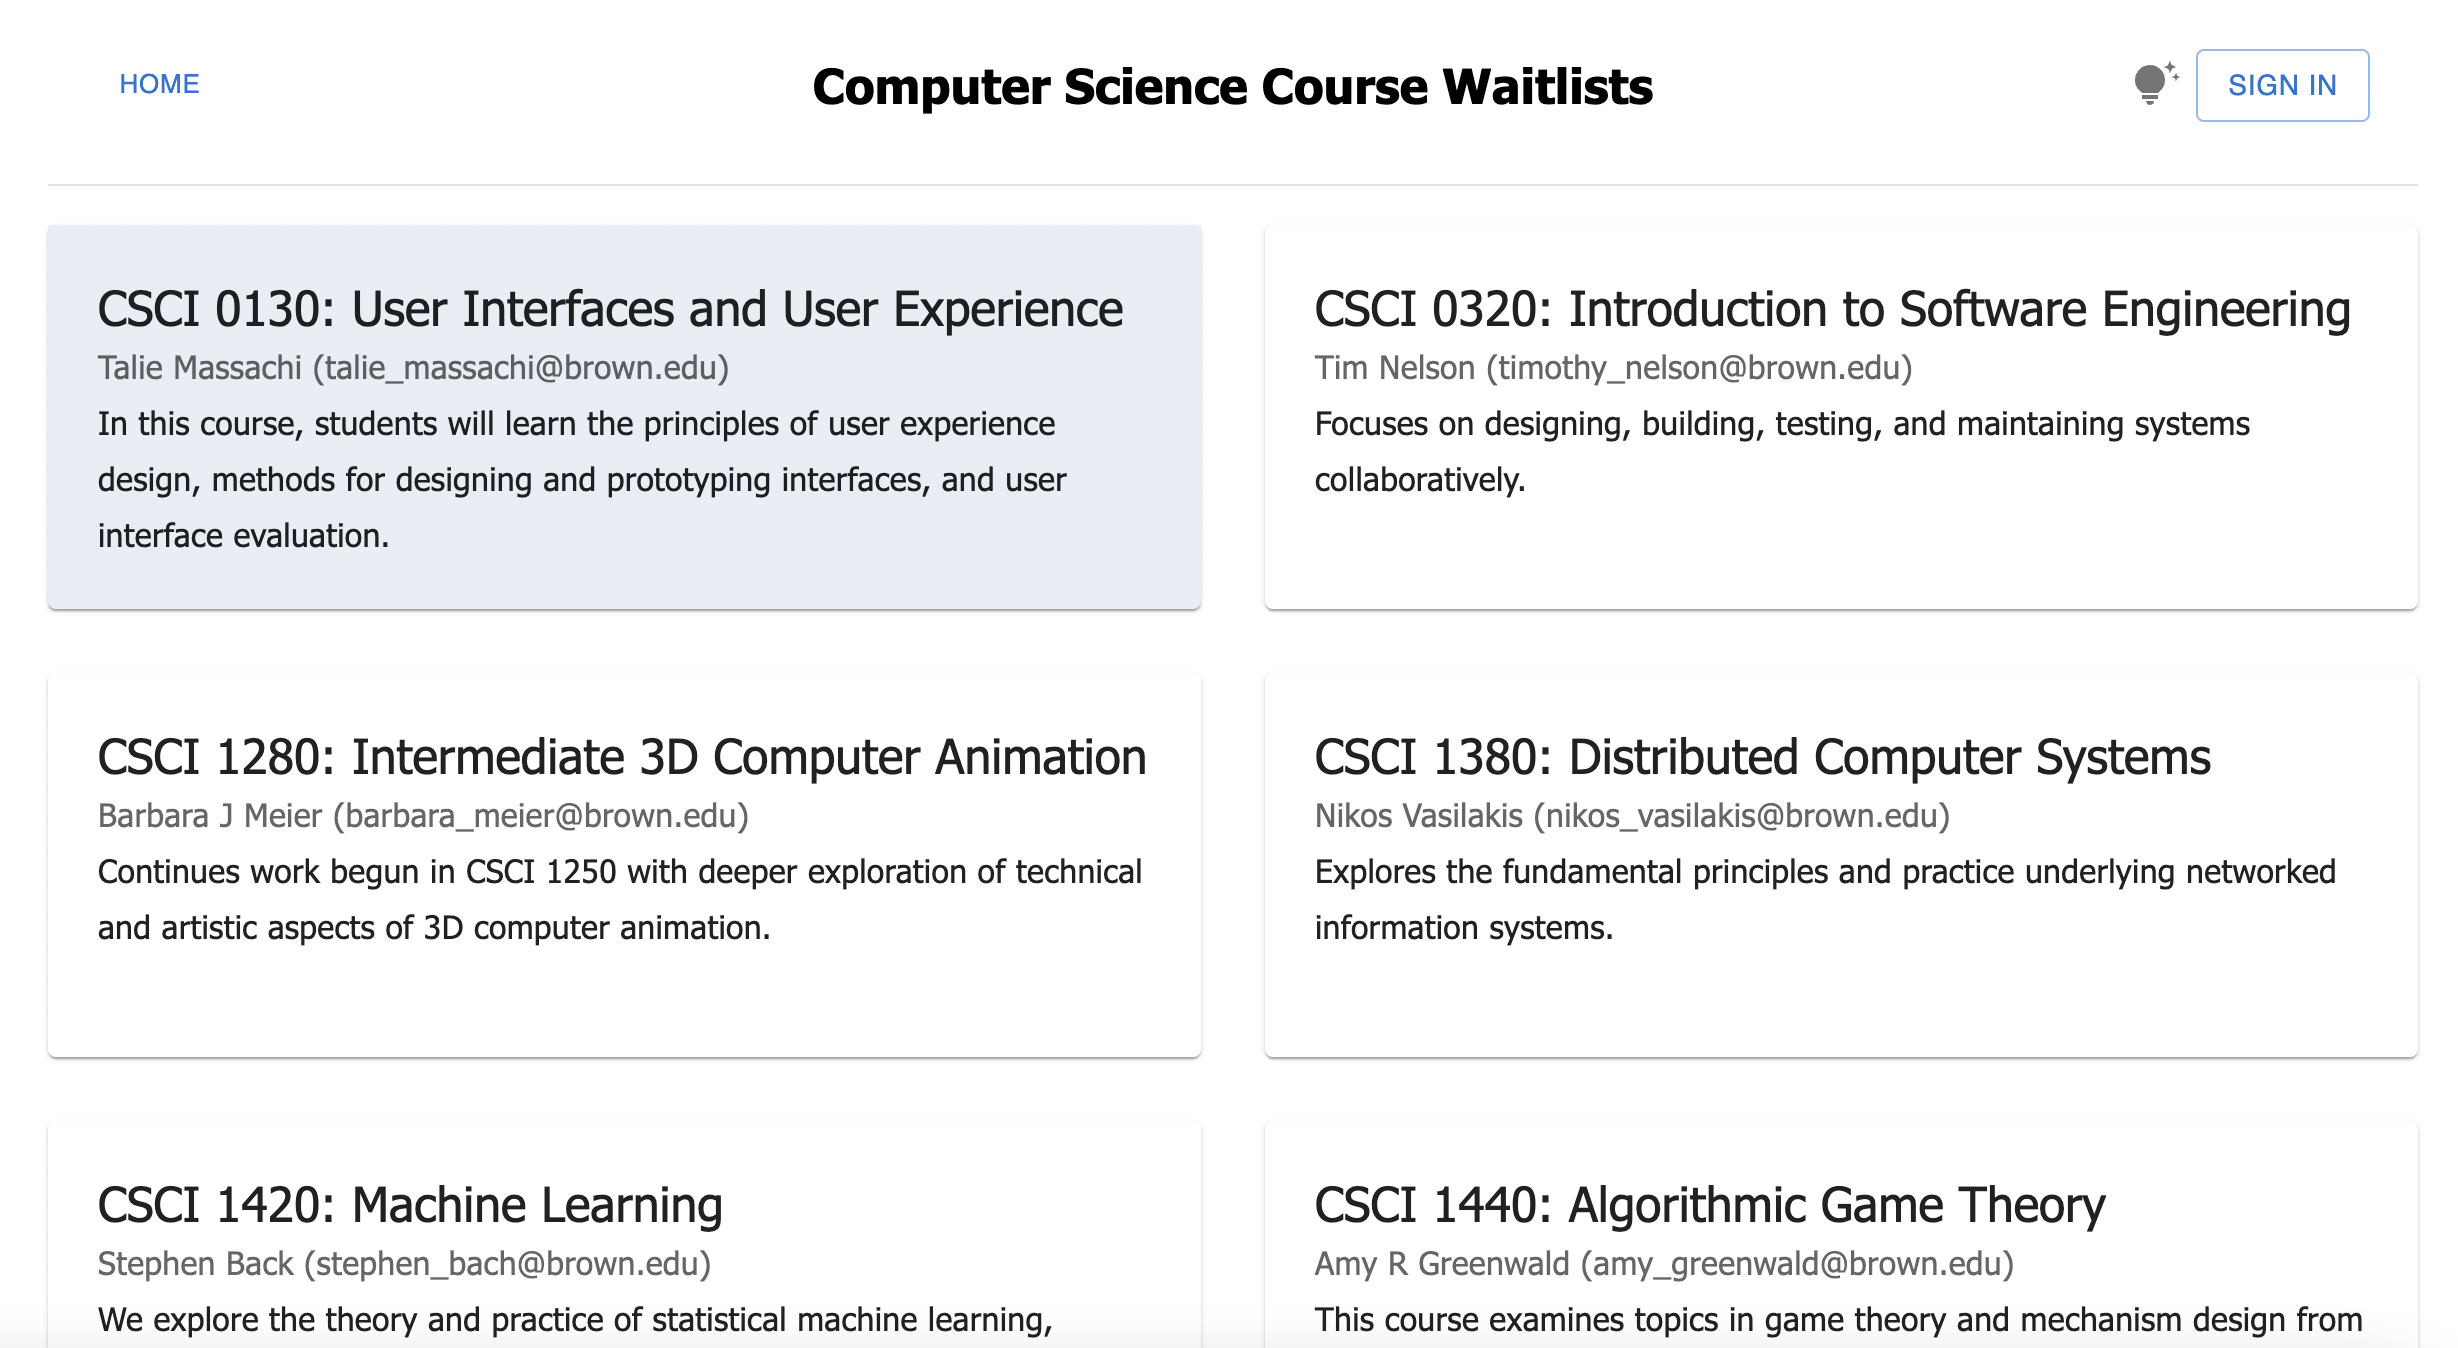 HOME
Computer Science Course Waitlists
SIGN IN
CSCI 0130: User Interfaces and User Experience
Talie Massachi (talie_massachi@brown.edu)
In this course, students will learn the principles of user experience
design, methods for designing and prototyping interfaces, and user
interface evaluation.
CSCI 0320: Introduction to Software Engineering
Tim Nelson (timothy_nelson@brown.edu)
Focuses on designing, building, testing, and maintaining systems
collaboratively.
CSCI 1280: Intermediate 3D Computer Animation
Barbara J Meier (barbara_meier@brown.edu)
Continues work begun in CSCI 1250 with deeper exploration of technical
and artistic aspects of 3D computer animation.
CSCI 1380: Distributed Computer Systems
Nikos Vasilakis (nikos_vasilakis@brown.edu)
Explores the fundamental principles and practice underlying networked
information systems.
CSCI 1420: Machine Learning
Stephen Back (stephen_bach@brown.edu)
We explore the theory and practice of statistical machine learning,
CSCI 1440: Algorithmic Game Theory
Amy R Greenwald (amy_greenwald@brown.edu)
This course examines topics in game theory and mechanism design from